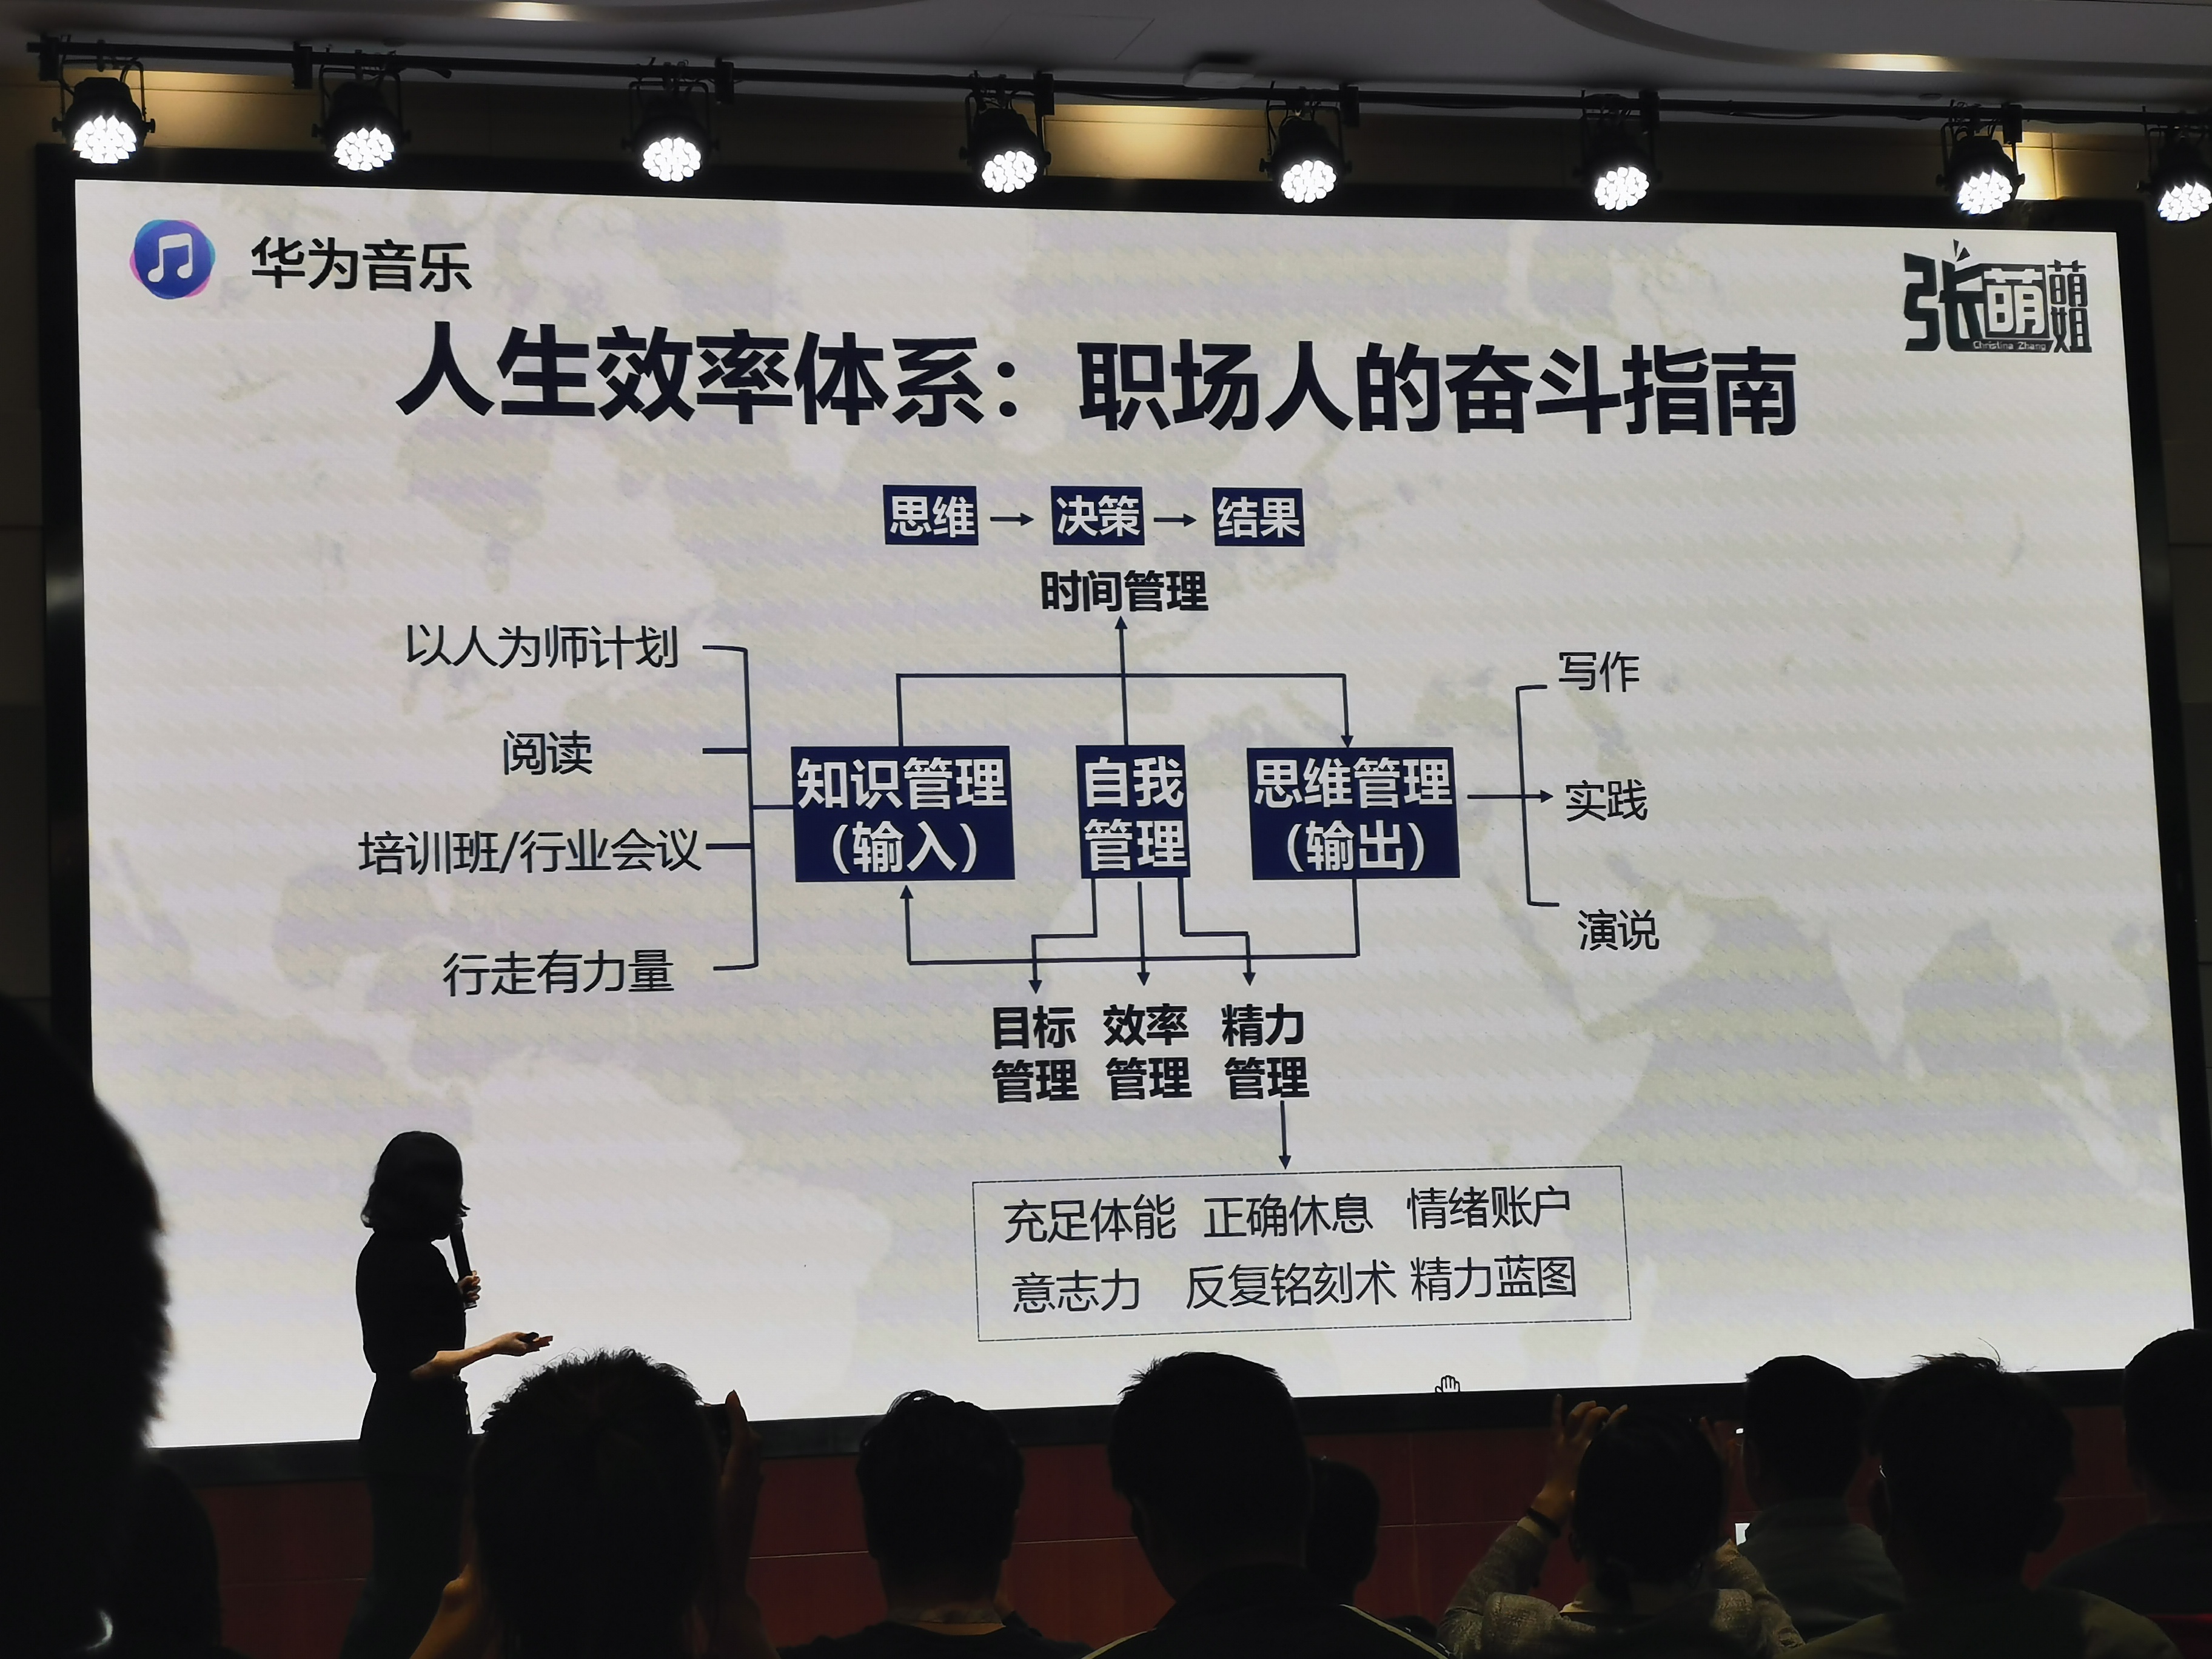 华为音乐
张萌萌姐
Christina Zhang
人生效率体系：职场人的奋斗指南
思维 → 决策 → 结果
时间管理
以人为师计划
阅读
培训班/行业会议
行走有力量
知识管理
（输入）
自我
管理
思维管理
（输出）
写作
实践
演说
目标
管理
效率
管理
精力
管理
充足体能 正确休息 情绪账户
意志力 反复铭刻术 精力蓝图